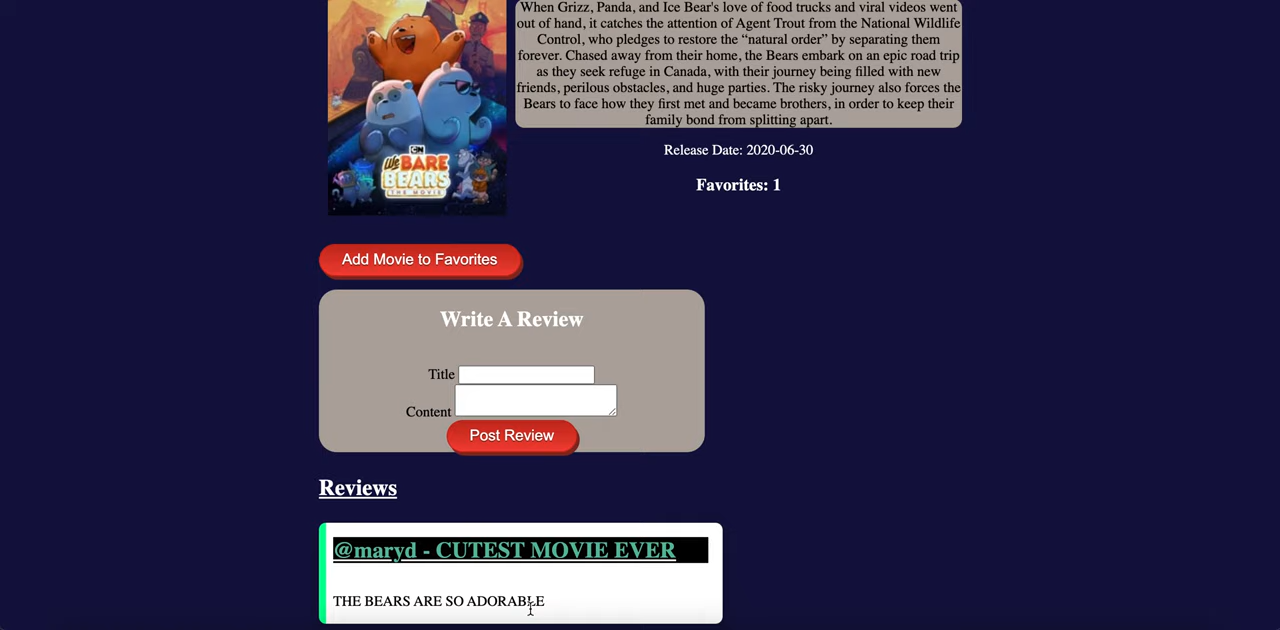 When Grizz, Panda, and Ice Bear's love of food trucks and viral videos went
out of hand, it catches the attention of Agent Trout from the National Wildlife
Control, who pledges to restore the “natural order” by separating them
forever. Chased away from their home, the Bears embark on an epic road trip
as they seek refuge in Canada, with their journey being filled with new
friends, perilous obstacles, and huge parties. The risky journey also forces the
Bears to face how they first met and became brothers, in order to keep their
family bond from splitting apart.
CN
We BARE
BEARS
THE MOVIE
Release Date: 2020-06-30
Favorites: 1
Add Movie to Favorites
Write A Review
Title
Content
Post Review
Reviews
@maryd - CUTEST MOVIE EVER
THE BEARS ARE SO ADORABLE